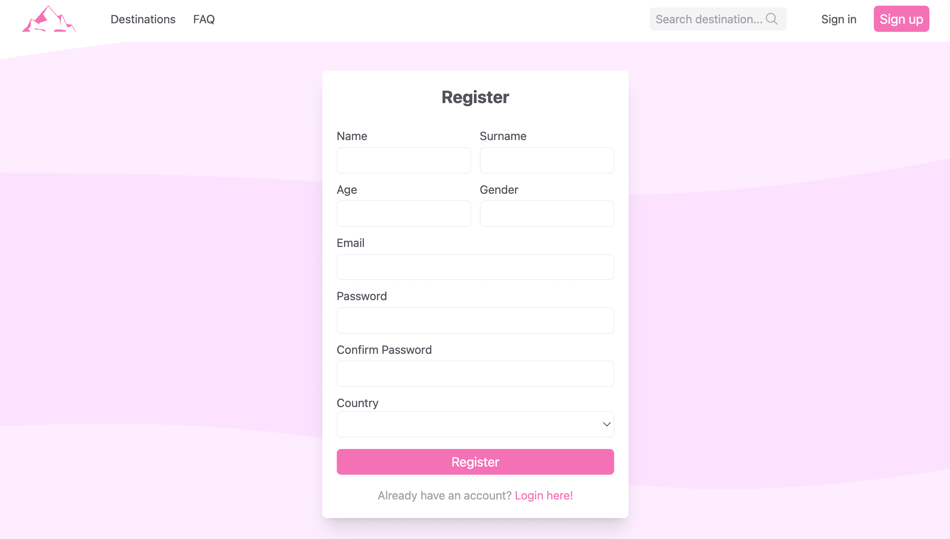 Destinations FAQ Search destination... Sign in Sign up
Register
Name Surname
Age Gender
Email
Password
Confirm Password
Country
Register
Already have an account? Login here!